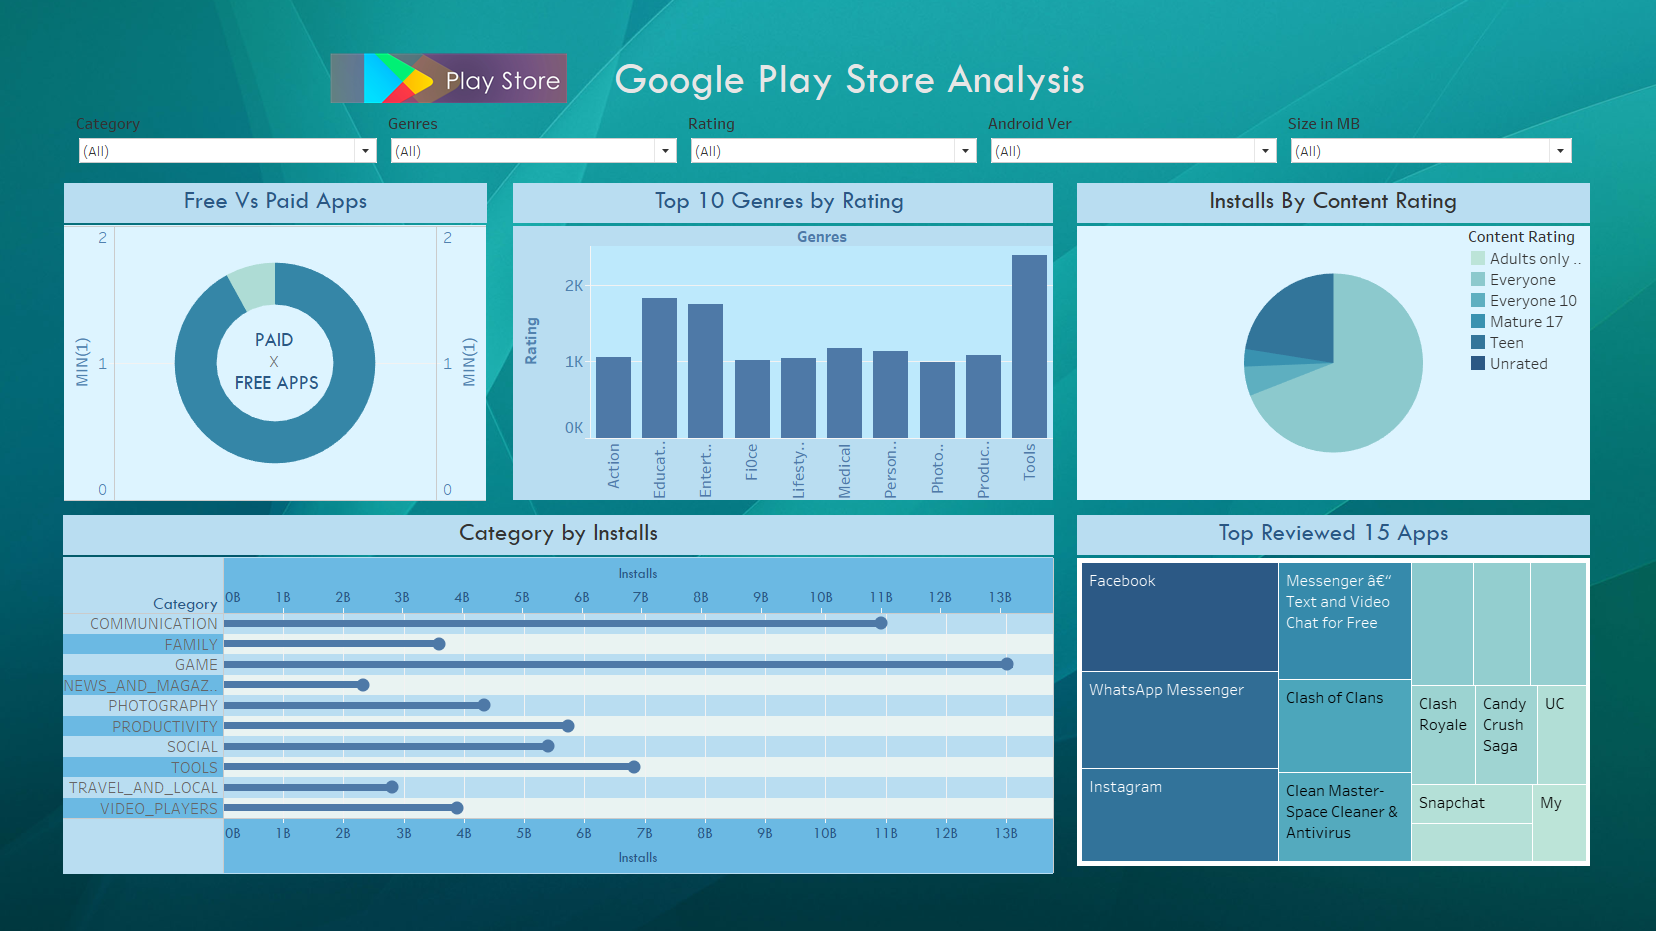 Play Store
Google Play Store Analysis
Category
Genres
Rating
Android Ver
Size in MB
(All)
(All)
(All)
(All)
(All)
Free Vs Paid Apps
2
1
0
MIN(1)
PAID
X
FREE APPS
2
1
0
MIN(1)
Top 10 Genres by Rating
Genres
Rating
2K
1K
0K
Action
Educat..
Entert..
Fi0ce
Lifesty..
Medical
Person..
Photo..
Produc..
Tools
Installs By Content Rating
Content Rating
Adults only ..
Everyone
Everyone 10
Mature 17
Teen
Unrated
Category by Installs
Installs
Category
0B 1B 2B 3B 4B 5B 6B 7B 8B 9B 10B 11B 12B 13B
COMMUNICATION
FAMILY
GAME
NEWS_AND_MAGAZ..
PHOTOGRAPHY
PRODUCTIVITY
SOCIAL
TOOLS
TRAVEL_AND_LOCAL
VIDEO_PLAYERS
0B 1B 2B 3B 4B 5B 6B 7B 8B 9B 10B 11B 12B 13B
Installs
Top Reviewed 15 Apps
Facebook
WhatsApp Messenger
Instagram
Messenger â€“
Text and Video
Chat for Free
Clash of Clans
Clean Master-
Space Cleaner &
Antivirus
Clash
Royale
Candy
Crush
Saga
UC
Snapchat
My